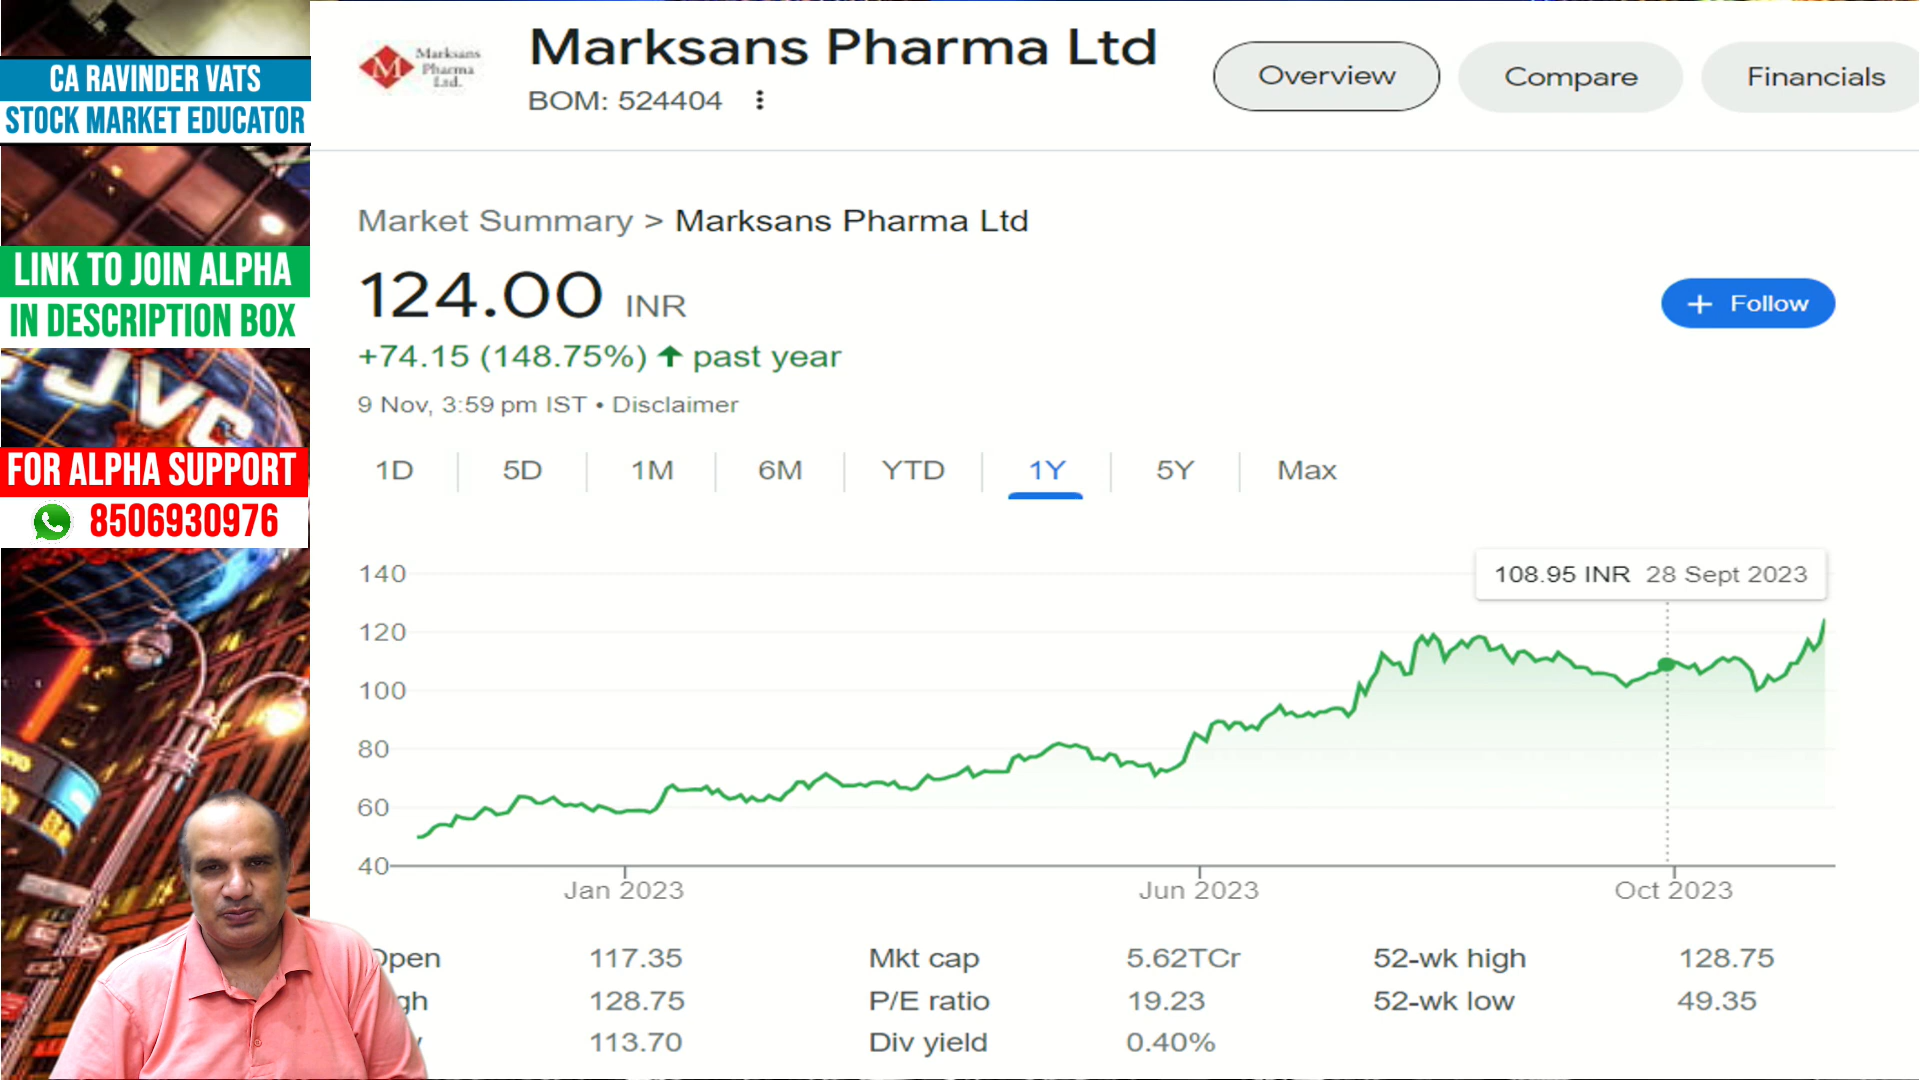 CA RAVINDER VATS
STOCK MARKET EDUCATOR
LINK TO JOIN ALPHA
IN DESCRIPTION BOX
JVC
FOR ALPHA SUPPORT
8506930976
M Marksans
Pharma
Ltd.
Marksans Pharma Ltd
BOM: 524404
Overview Compare Financials
Market Summary > Marksans Pharma Ltd
124.00 INR
+ Follow
+74.15 (148.75%) ↑ past year
9 Nov, 3:59 pm IST • Disclaimer
1D 5D 1M 6M YTD 1Y 5Y Max
108.95 INR 28 Sept 2023
140
120
100
80
60
40
Jan 2023 Jun 2023 Oct 2023
Open 117.35 Mkt cap 5.62TCr 52-wk high 128.75
gh 128.75 P/E ratio 19.23 52-wk low 49.35
113.70 Div yield 0.40%